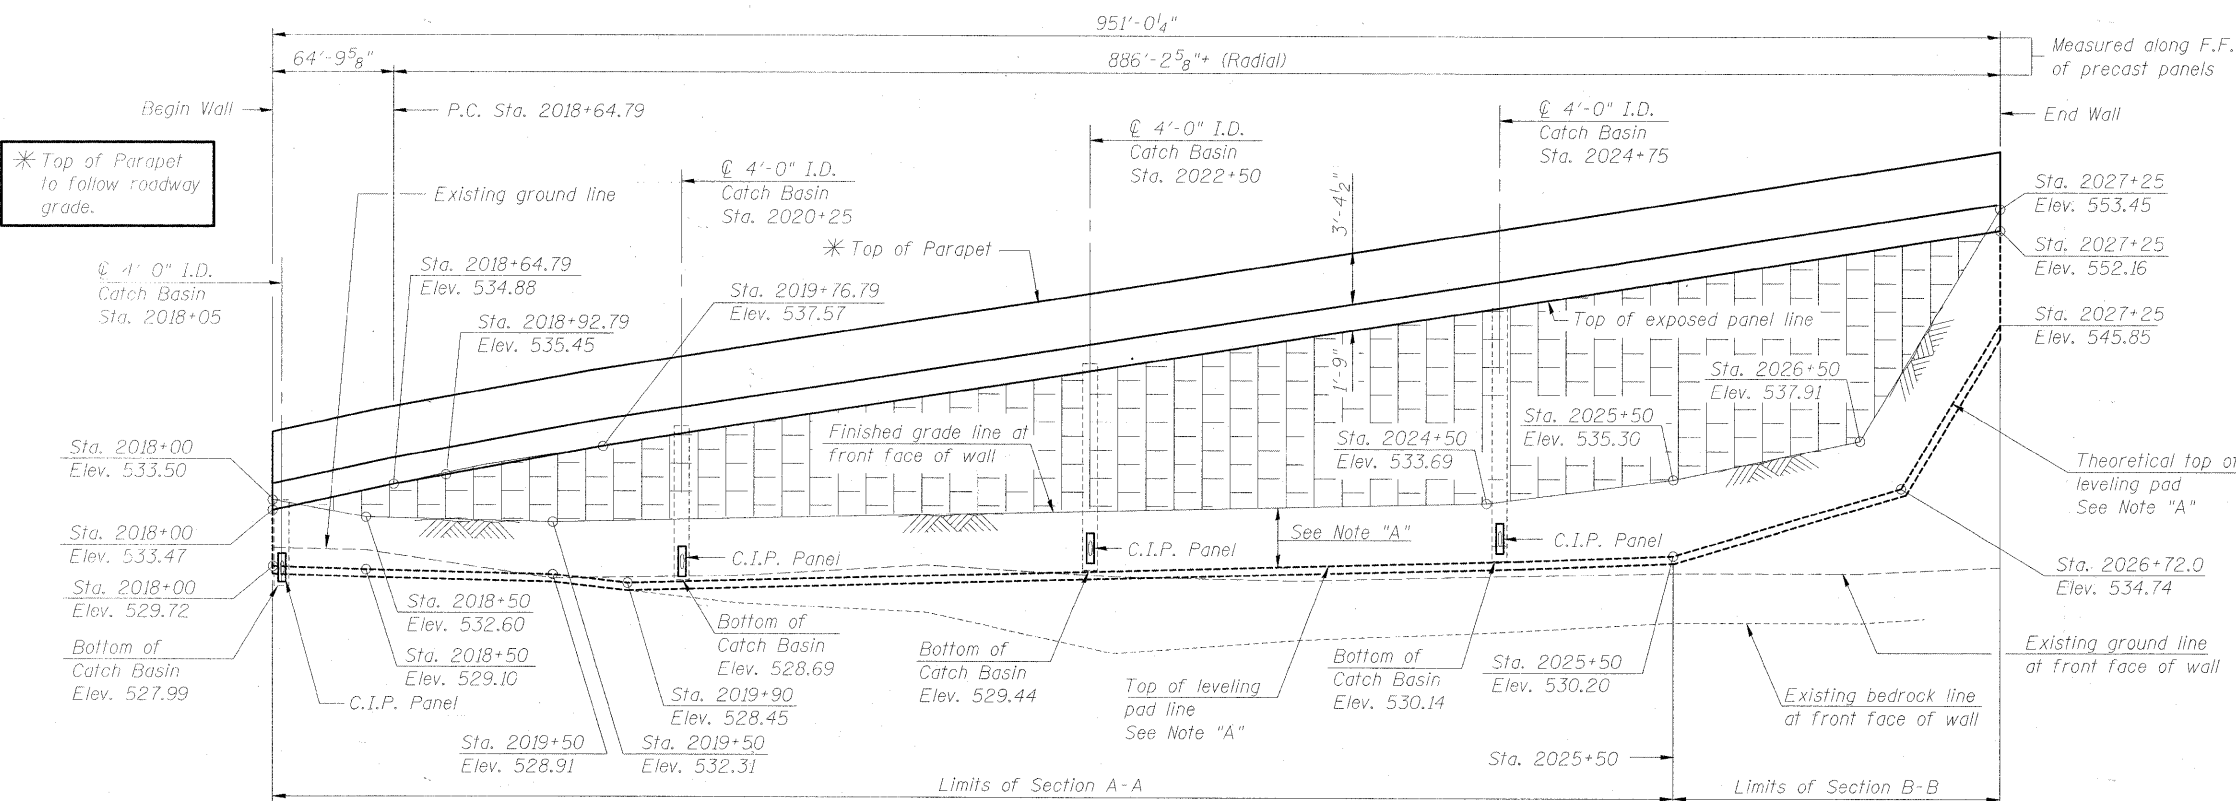 951'-0¼"
64'-9⅝"
886'-2⅝"+ (Radial)
Measured along F.F.
of precast panels
Begin Wall
P.C. Sta. 2018+64.79
End Wall
* Top of Parapet
to follow roadway
grade.
Existing ground line
℄ 4'-0" I.D.
Catch Basin
Sta. 2020+25
℄ 4'-0" I.D.
Catch Basin
Sta. 2022+50
℄ 4'-0" I.D.
Catch Basin
Sta. 2024+75
3'-4½"
Sta. 2027+25
Elev. 553.45
Sta. 2027+25
Elev. 552.16
Sta. 2027+25
Elev. 545.85
* Top of Parapet
℄ 4'-0" I.D.
Catch Basin
Sta. 2018+05
Sta. 2018+64.79
Elev. 534.88
Sta. 2018+92.79
Elev. 535.45
Sta. 2019+76.79
Elev. 537.57
Top of exposed panel line
1'-9"
Sta. 2026+50
Elev. 537.91
Sta. 2025+50
Elev. 535.30
Sta. 2024+50
Elev. 533.69
Finished grade line at
front face of wall
Sta. 2018+00
Elev. 533.50
Theoretical top of
leveling pad
See Note "A"
Sta. 2018+00
Elev. 533.47
See Note "A"
C.I.P. Panel
C.I.P. Panel
C.I.P. Panel
Sta. 2018+00
Elev. 529.72
Sta. 2026+72.0
Elev. 534.74
Sta. 2018+50
Elev. 532.60
Bottom of
Catch Basin
Elev. 527.99
Sta. 2018+50
Elev. 529.10
C.I.P. Panel
Bottom of
Catch Basin
Elev. 528.69
Sta. 2019+90
Elev. 528.45
Sta. 2019+50
Elev. 528.91
Sta. 2019+50
Elev. 532.31
Bottom of
Catch Basin
Elev. 529.44
Top of leveling
pad line
See Note "A"
Bottom of
Catch Basin
Elev. 530.14
Sta. 2025+50
Elev. 530.20
Existing ground line
at front face of wall
Existing bedrock line
at front face of wall
Sta. 2025+50
Limits of Section A-A
Limits of Section B-B